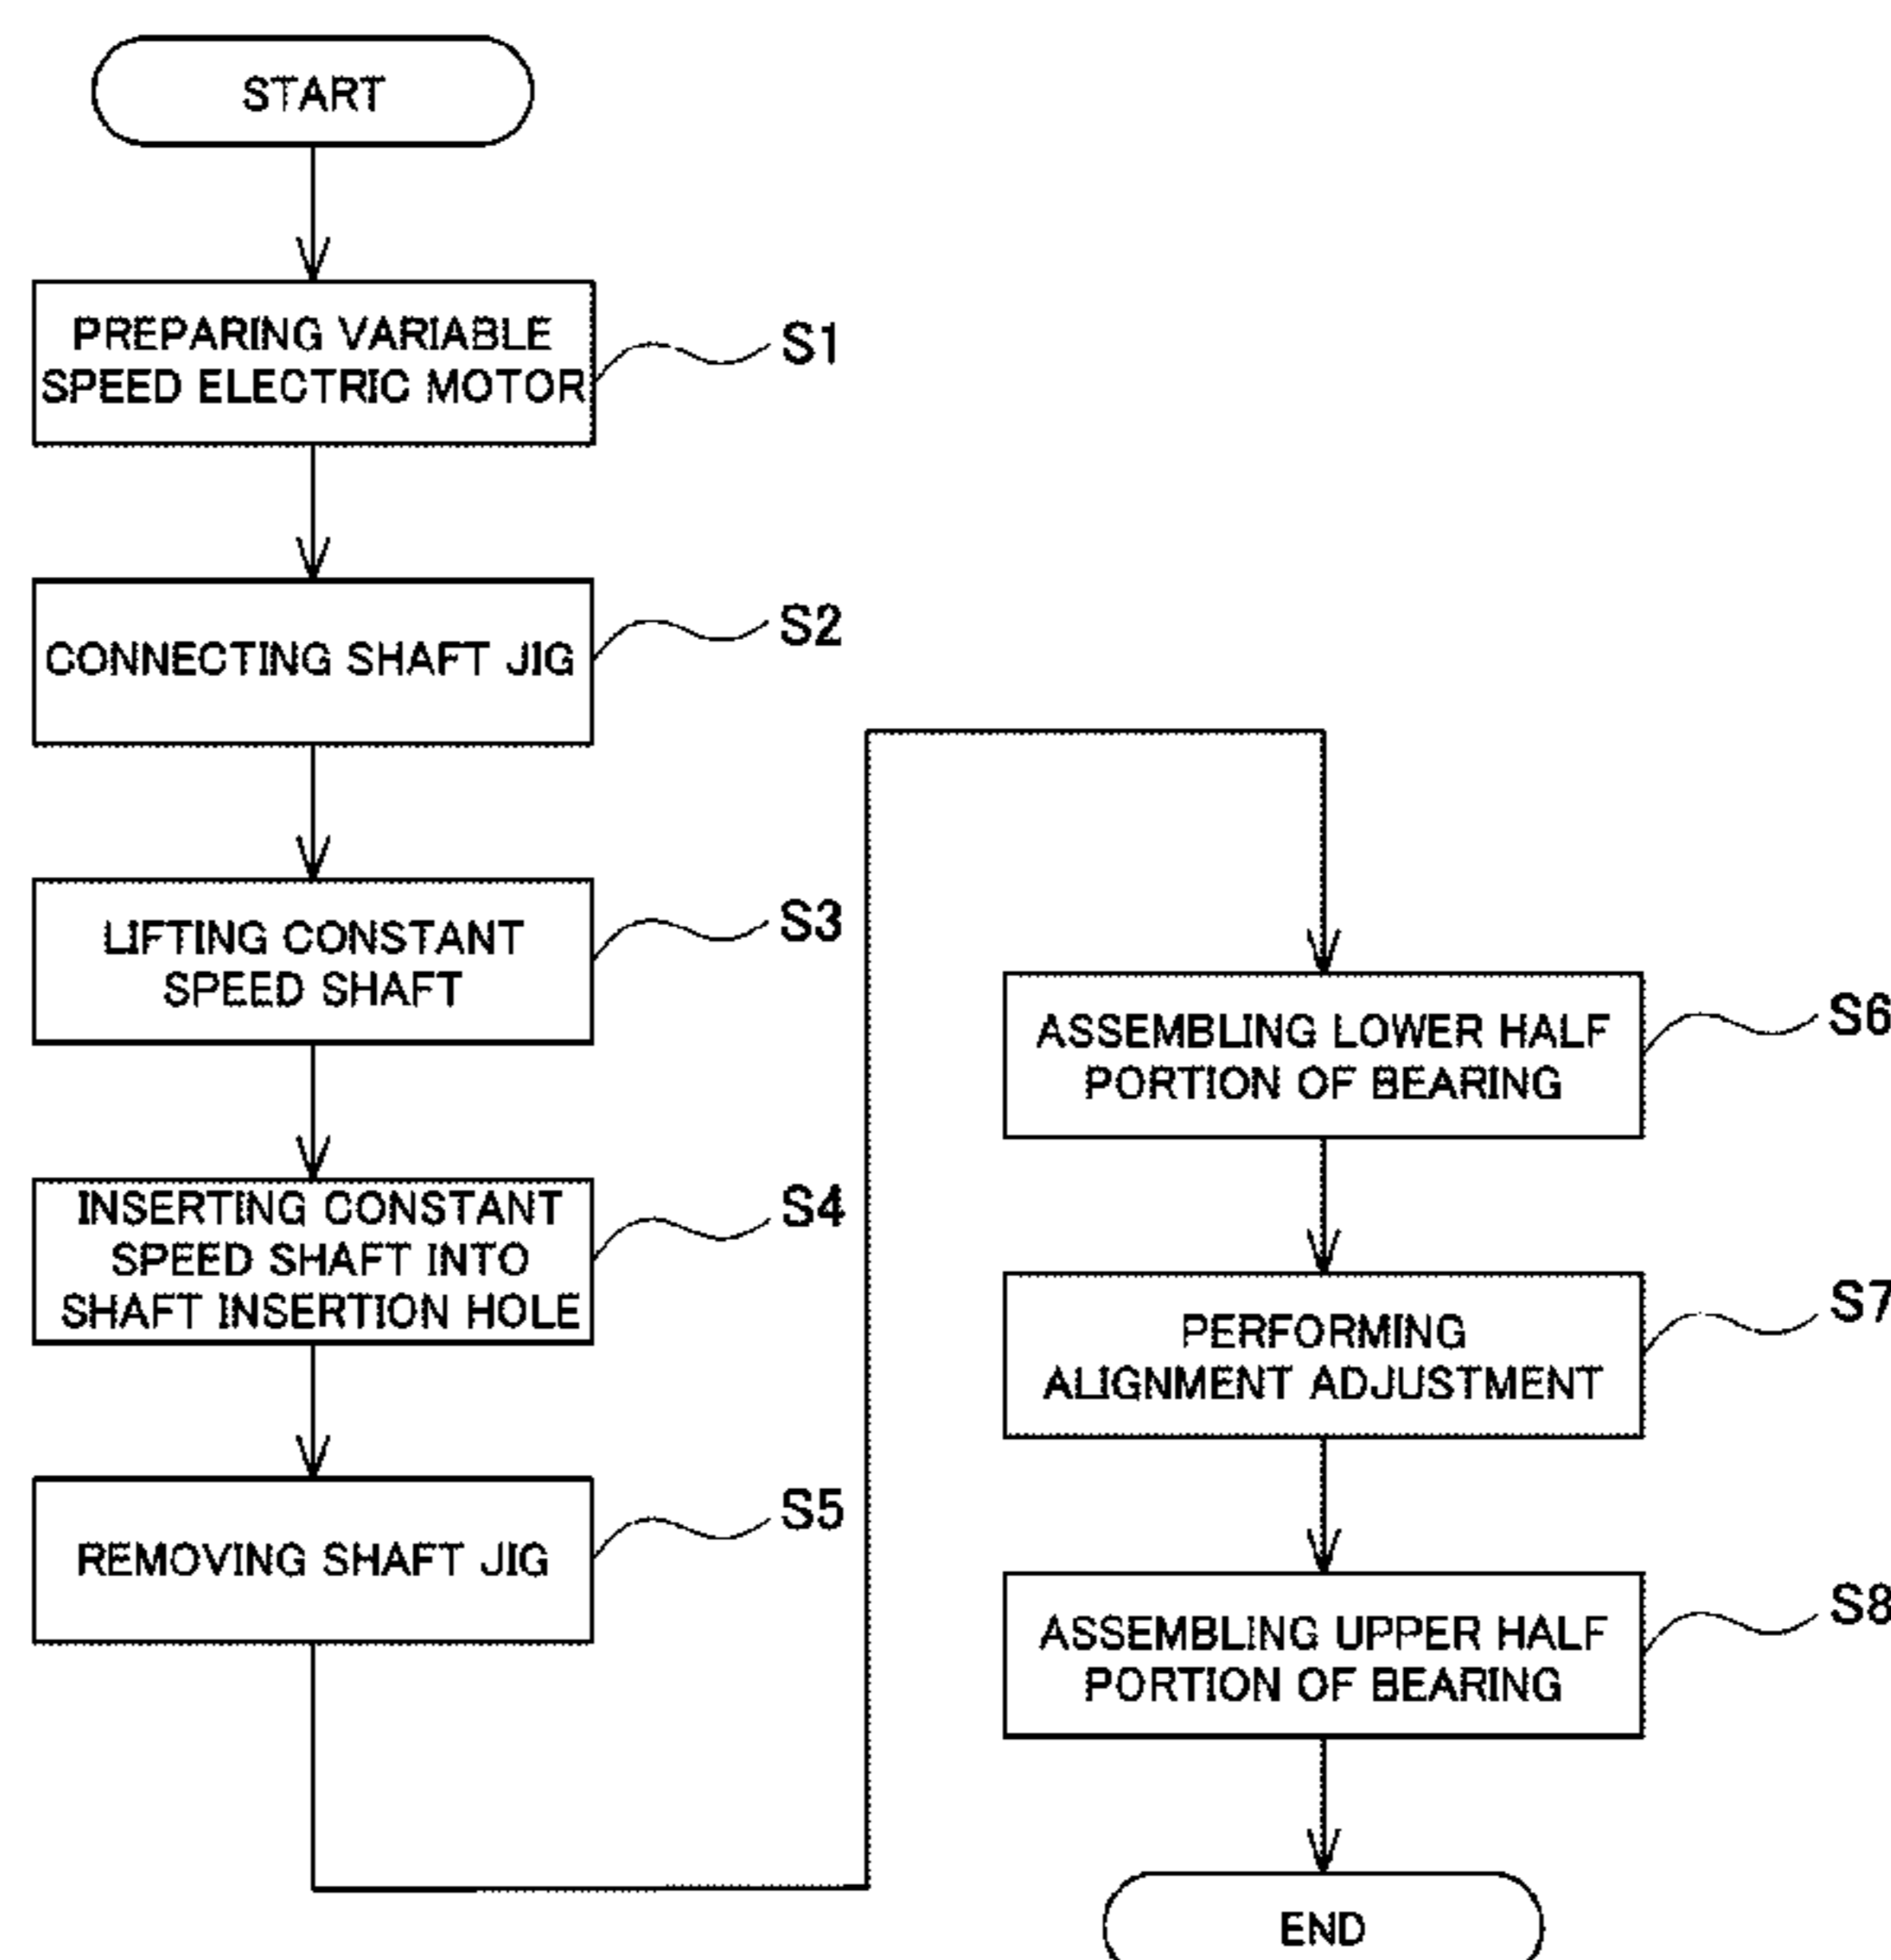 START
PREPARING VARIABLE
SPEED ELECTRIC MOTOR
S1
CONNECTING SHAFT JIG
S2
LIFTING CONSTANT
SPEED SHAFT
S3
INSERTING CONSTANT
SPEED SHAFT INTO
SHAFT INSERTION HOLE
S4
REMOVING SHAFT JIG
S5
ASSEMBLING LOWER HALF
PORTION OF BEARING
S6
PERFORMING
ALIGNMENT ADJUSTMENT
S7
ASSEMBLING UPPER HALF
PORTION OF BEARING
S8
END